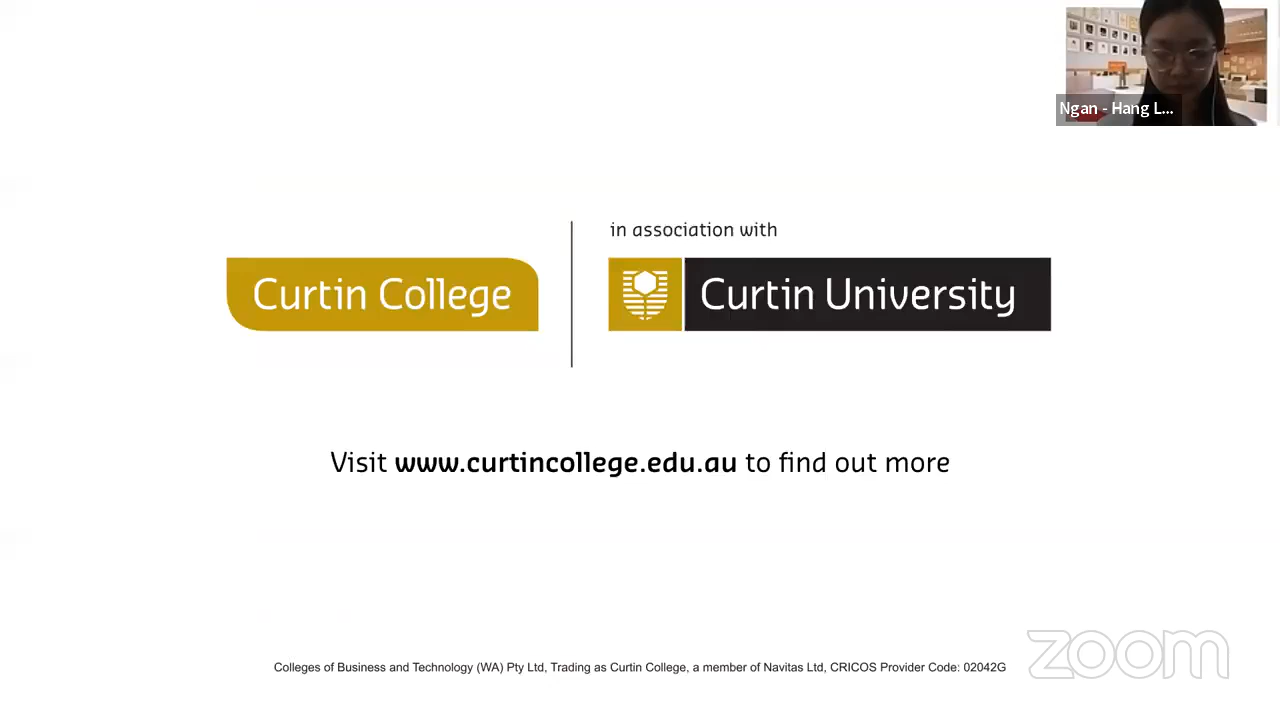 Ngan - Hang L...
in association with
Curtin College
Curtin University
Visit www.curtincollege.edu.au to find out more
zoom
Colleges of Business and Technology (WA) Pty Ltd, Trading as Curtin College, a member of Navitas Ltd, CRICOS Provider Code: 02042G